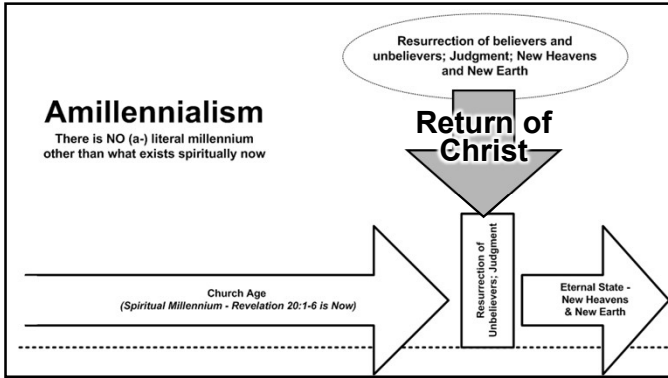 Resurrection of believers and
unbelievers; Judgment; New Heavens
and New Earth
Amillennialism
There is NO (a-) literal millennium
other than what exists spiritually now
Return of
Christ
Church Age
(Spiritual Millennium - Revelation 20:1-6 is Now)
Resurrection of
Unbelievers; Judgment
Eternal State -
New Heavens
& New Earth